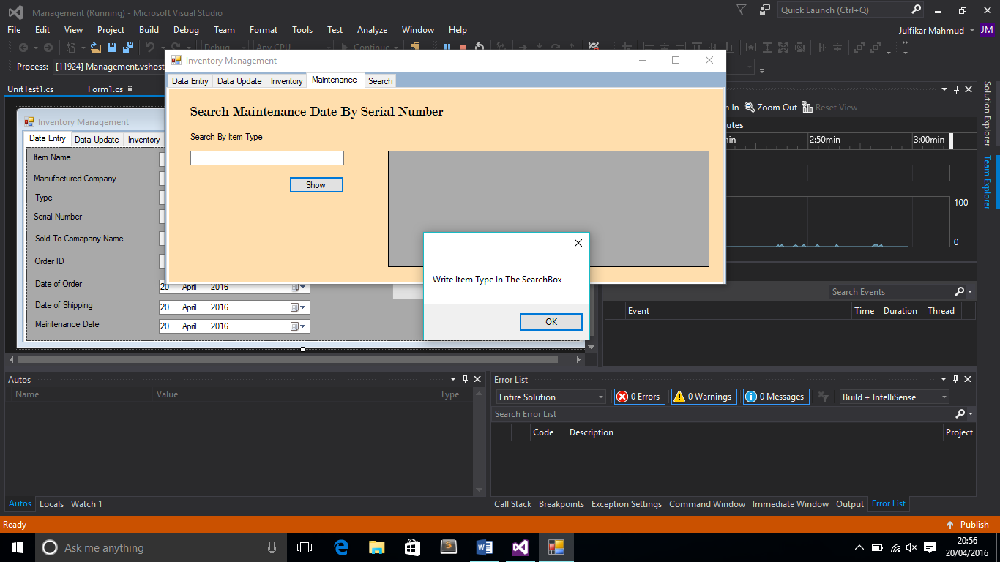 Management (Running) - Microsoft Visual Studio
Quick Launch (Ctrl+Q)
File Edit View Project Build Debug Team Format Tools Test Analyze Window Help
Julfikar Mahmud JM
Debug Any CPU Continue
Process: [11924] Management.vshost
UnitTest1.cs Form1.cs
Inventory Management
Data Entry Data Update Inventory Maintenance Search
Search Maintenance Date By Serial Number
Search By Item Type
Show
Write Item Type In The SearchBox
OK
Inventory Management
Data Entry Data Update Inventory
Item Name
Manufactured Company
Type
Serial Number
Sold To Comapany Name
Order ID
Date of Order 20 April 2016
Date of Shipping 20 April 2016
Maintenance Date 20 April 2016
In Zoom Out Reset View
utes
min 2:50min 3:00min
100
0
Search Events
Event Time Duration Thread
Solution Explorer
Team Explorer
Autos
Name Value Type
Autos Locals Watch 1
Error List
Entire Solution 0 Errors 0 Warnings 0 Messages Build + IntelliSense
Search Error List
Code Description Project
Call Stack Breakpoints Exception Settings Command Window Immediate Window Output Error List
Ready Publish
Ask me anything
20:56
20/04/2016